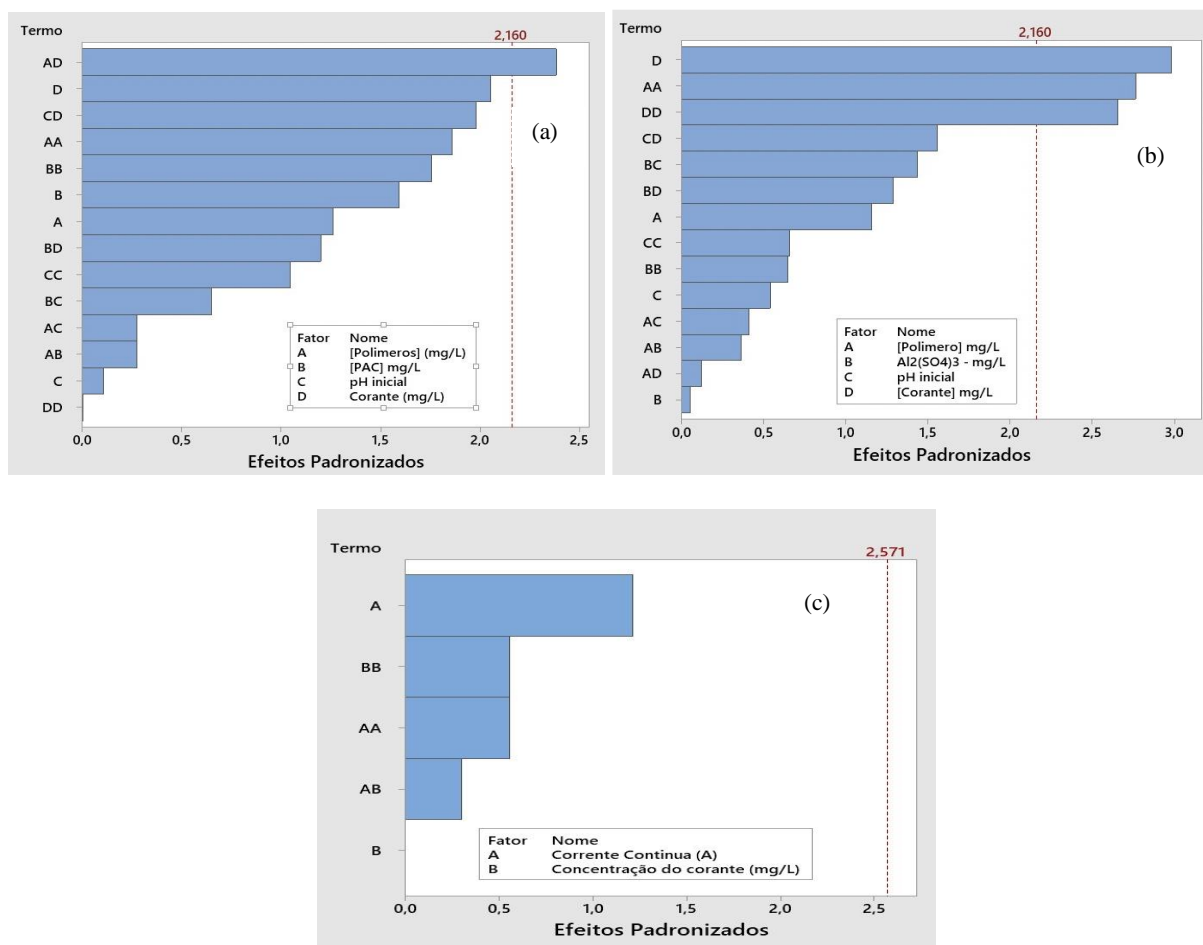 Termo
2,160
AD
D
CD
AA
BB
B
A
BD
CC
BC
AC
AB
C
DD
(a)
Fator Nome
A [Polimeros] (mg/L)
B [PAC] mg/L
C pH inicial
D Corante (mg/L)
0,0 0,5 1,0 1,5 2,0 2,5
Efeitos Padronizados
Termo
2,160
D
AA
DD
CD
BC
BD
A
CC
BB
C
AC
AB
AD
B
(b)
Fator Nome
A [Polimero] mg/L
B Al2(SO4)3 - mg/L
C pH inicial
D [Corante] mg/L
0,0 0,5 1,0 1,5 2,0 2,5 3,0
Efeitos Padronizados
Termo
2,571
A
BB
AA
AB
B
(c)
Fator Nome
A Corrente Continua (A)
B Concentração do corante (mg/L)
0,0 0,5 1,0 1,5 2,0 2,5
Efeitos Padronizados